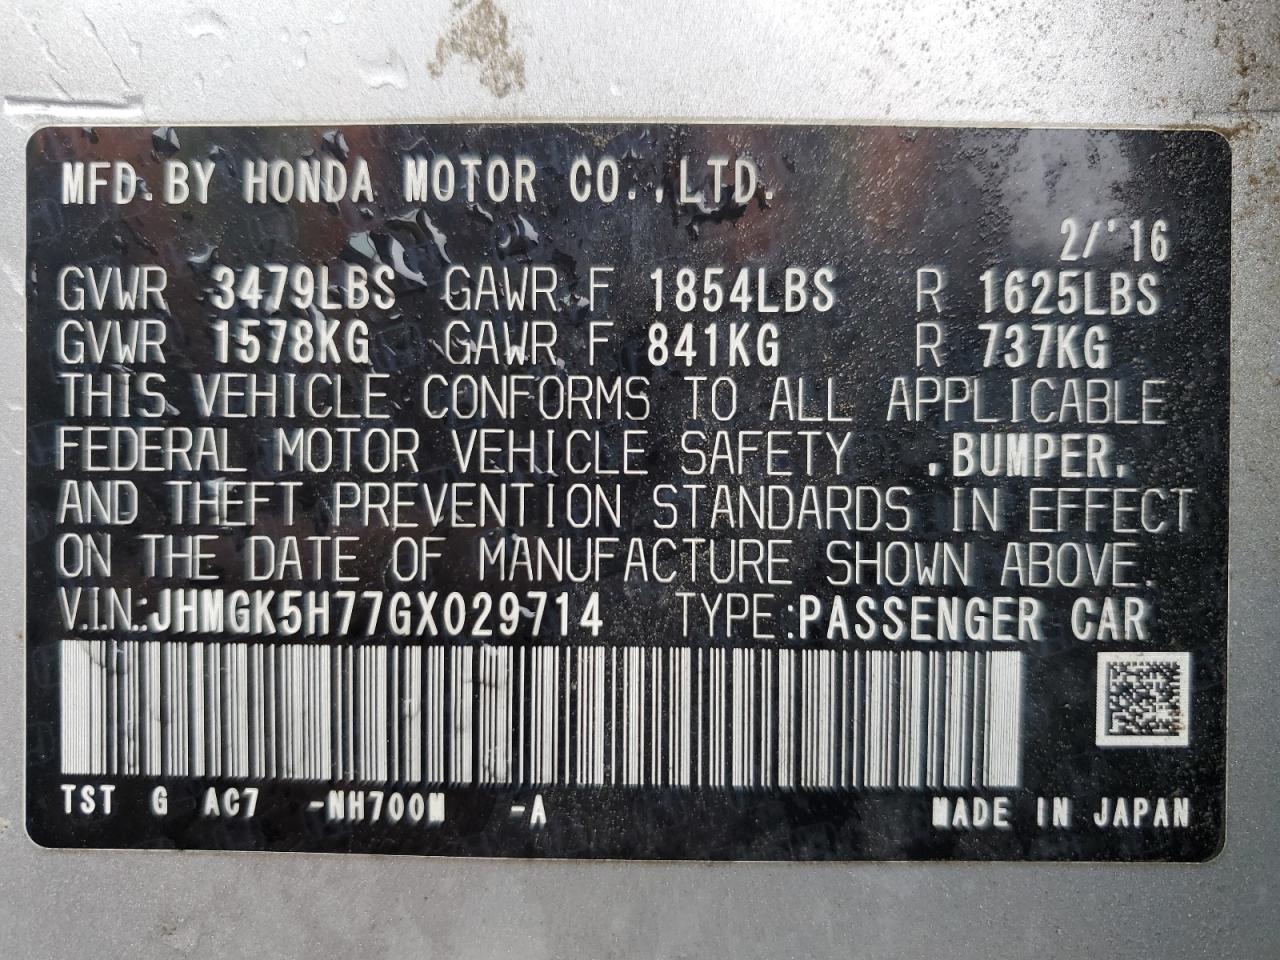 MFD.BY HONDA MOTOR CO.,LTD.
2/'16
GVWR 3479LBS GAWR F 1854LBS R 1625LBS
GVWR 1578KG GAWR F 841KG R 737KG
THIS VEHICLE CONFORMS TO ALL APPLICABLE
FEDERAL MOTOR VEHICLE SAFETY ,BUMPER,
AND THEFT PREVENTION STANDARDS IN EFFECT
ON THE DATE OF MANUFACTURE SHOWN ABOVE.
V.I.N.:JHMGK5H77GX029714 TYPE:PASSENGER CAR
TST G AC7 -NH700M -A MADE IN JAPAN